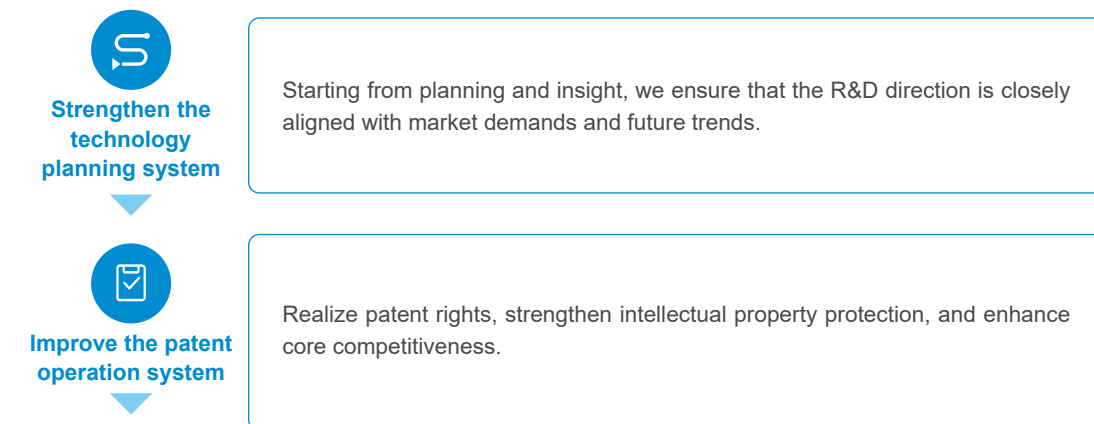 Strengthen the
technology
planning system
Starting from planning and insight, we ensure that the R&D direction is closely
aligned with market demands and future trends.
Improve the patent
operation system
Realize patent rights, strengthen intellectual property protection, and enhance
core competitiveness.